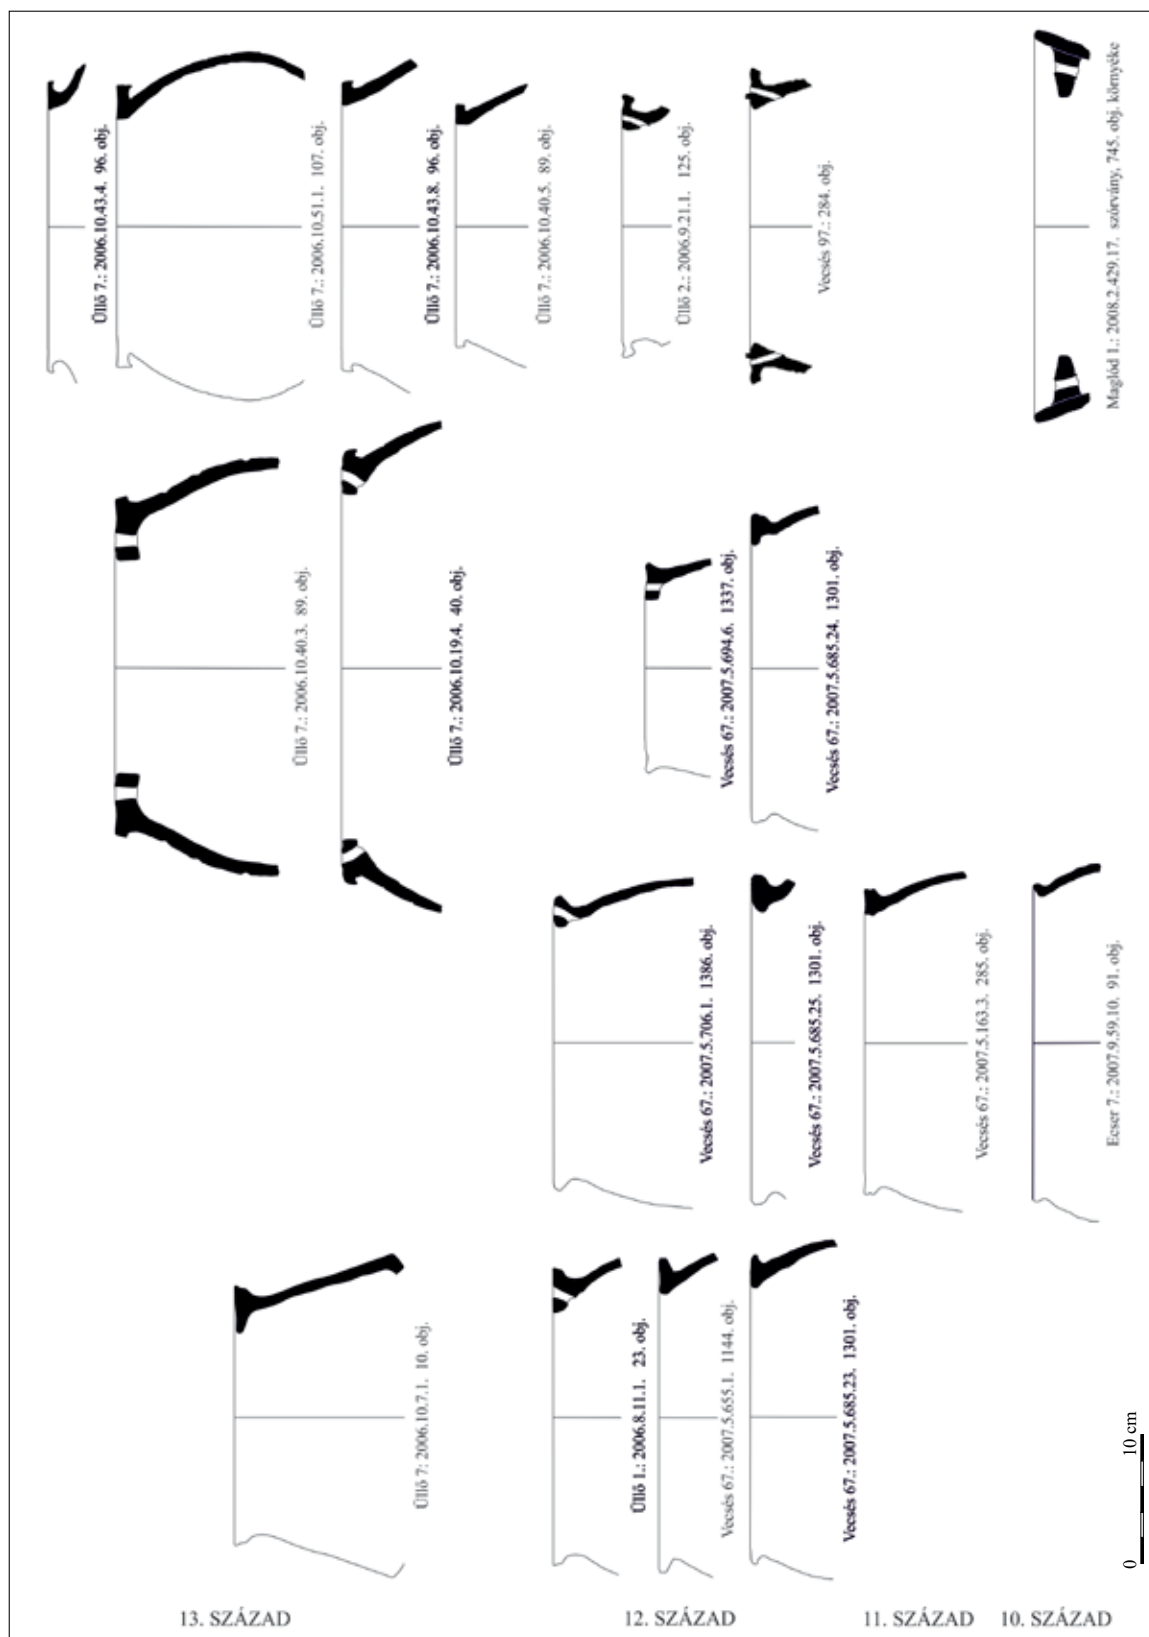 13. SZÁZAD
Üllő 7: 2006.10.7.1. 10. obj.
Üllő 7.: 2006.10.40.3. 89. obj.
Üllő 7.: 2006.10.19.4. 40. obj.
Üllő 7.: 2006.10.43.4. 96. obj.
Üllő 7.: 2006.10.51.1. 107. obj.
Üllő 7.: 2006.10.43.8. 96. obj.
Üllő 7.: 2006.10.40.5. 89. obj.
12. SZÁZAD
Üllő 1.: 2006.8.11.1. 23. obj.
Vecsés 67.: 2007.5.655.1. 1144. obj.
Vecsés 67.: 2007.5.685.23. 1301. obj.
Vecsés 67.: 2007.5.706.1. 1386. obj.
Vecsés 67.: 2007.5.685.25. 1301. obj.
Vecsés 67.: 2007.5.694.6. 1337. obj.
Vecsés 67.: 2007.5.685.24. 1301. obj.
Üllő 2.: 2006.9.21.1. 125. obj.
Vecsés 97.: 284. obj.
11. SZÁZAD
Vecsés 67.: 2007.5.163.3. 285. obj.
10. SZÁZAD
Ecser 7.: 2007.9.59.10. 91. obj.
Maglód 1.: 2008.2.429.17. szórvány, 745. obj. környéke
0 10 cm